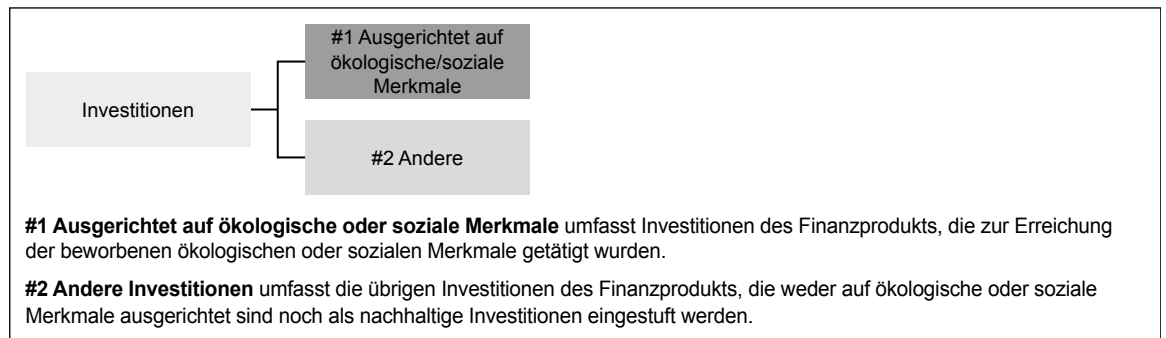 #1 Ausgerichtet auf
ökologische/soziale
Merkmale
Investitionen
#2 Andere
#1 Ausgerichtet auf ökologische oder soziale Merkmale umfasst Investitionen des Finanzprodukts, die zur Erreichung
der beworbenen ökologischen oder sozialen Merkmale getätigt wurden.
#2 Andere Investitionen umfasst die übrigen Investitionen des Finanzprodukts, die weder auf ökologische oder soziale
Merkmale ausgerichtet sind noch als nachhaltige Investitionen eingestuft werden.